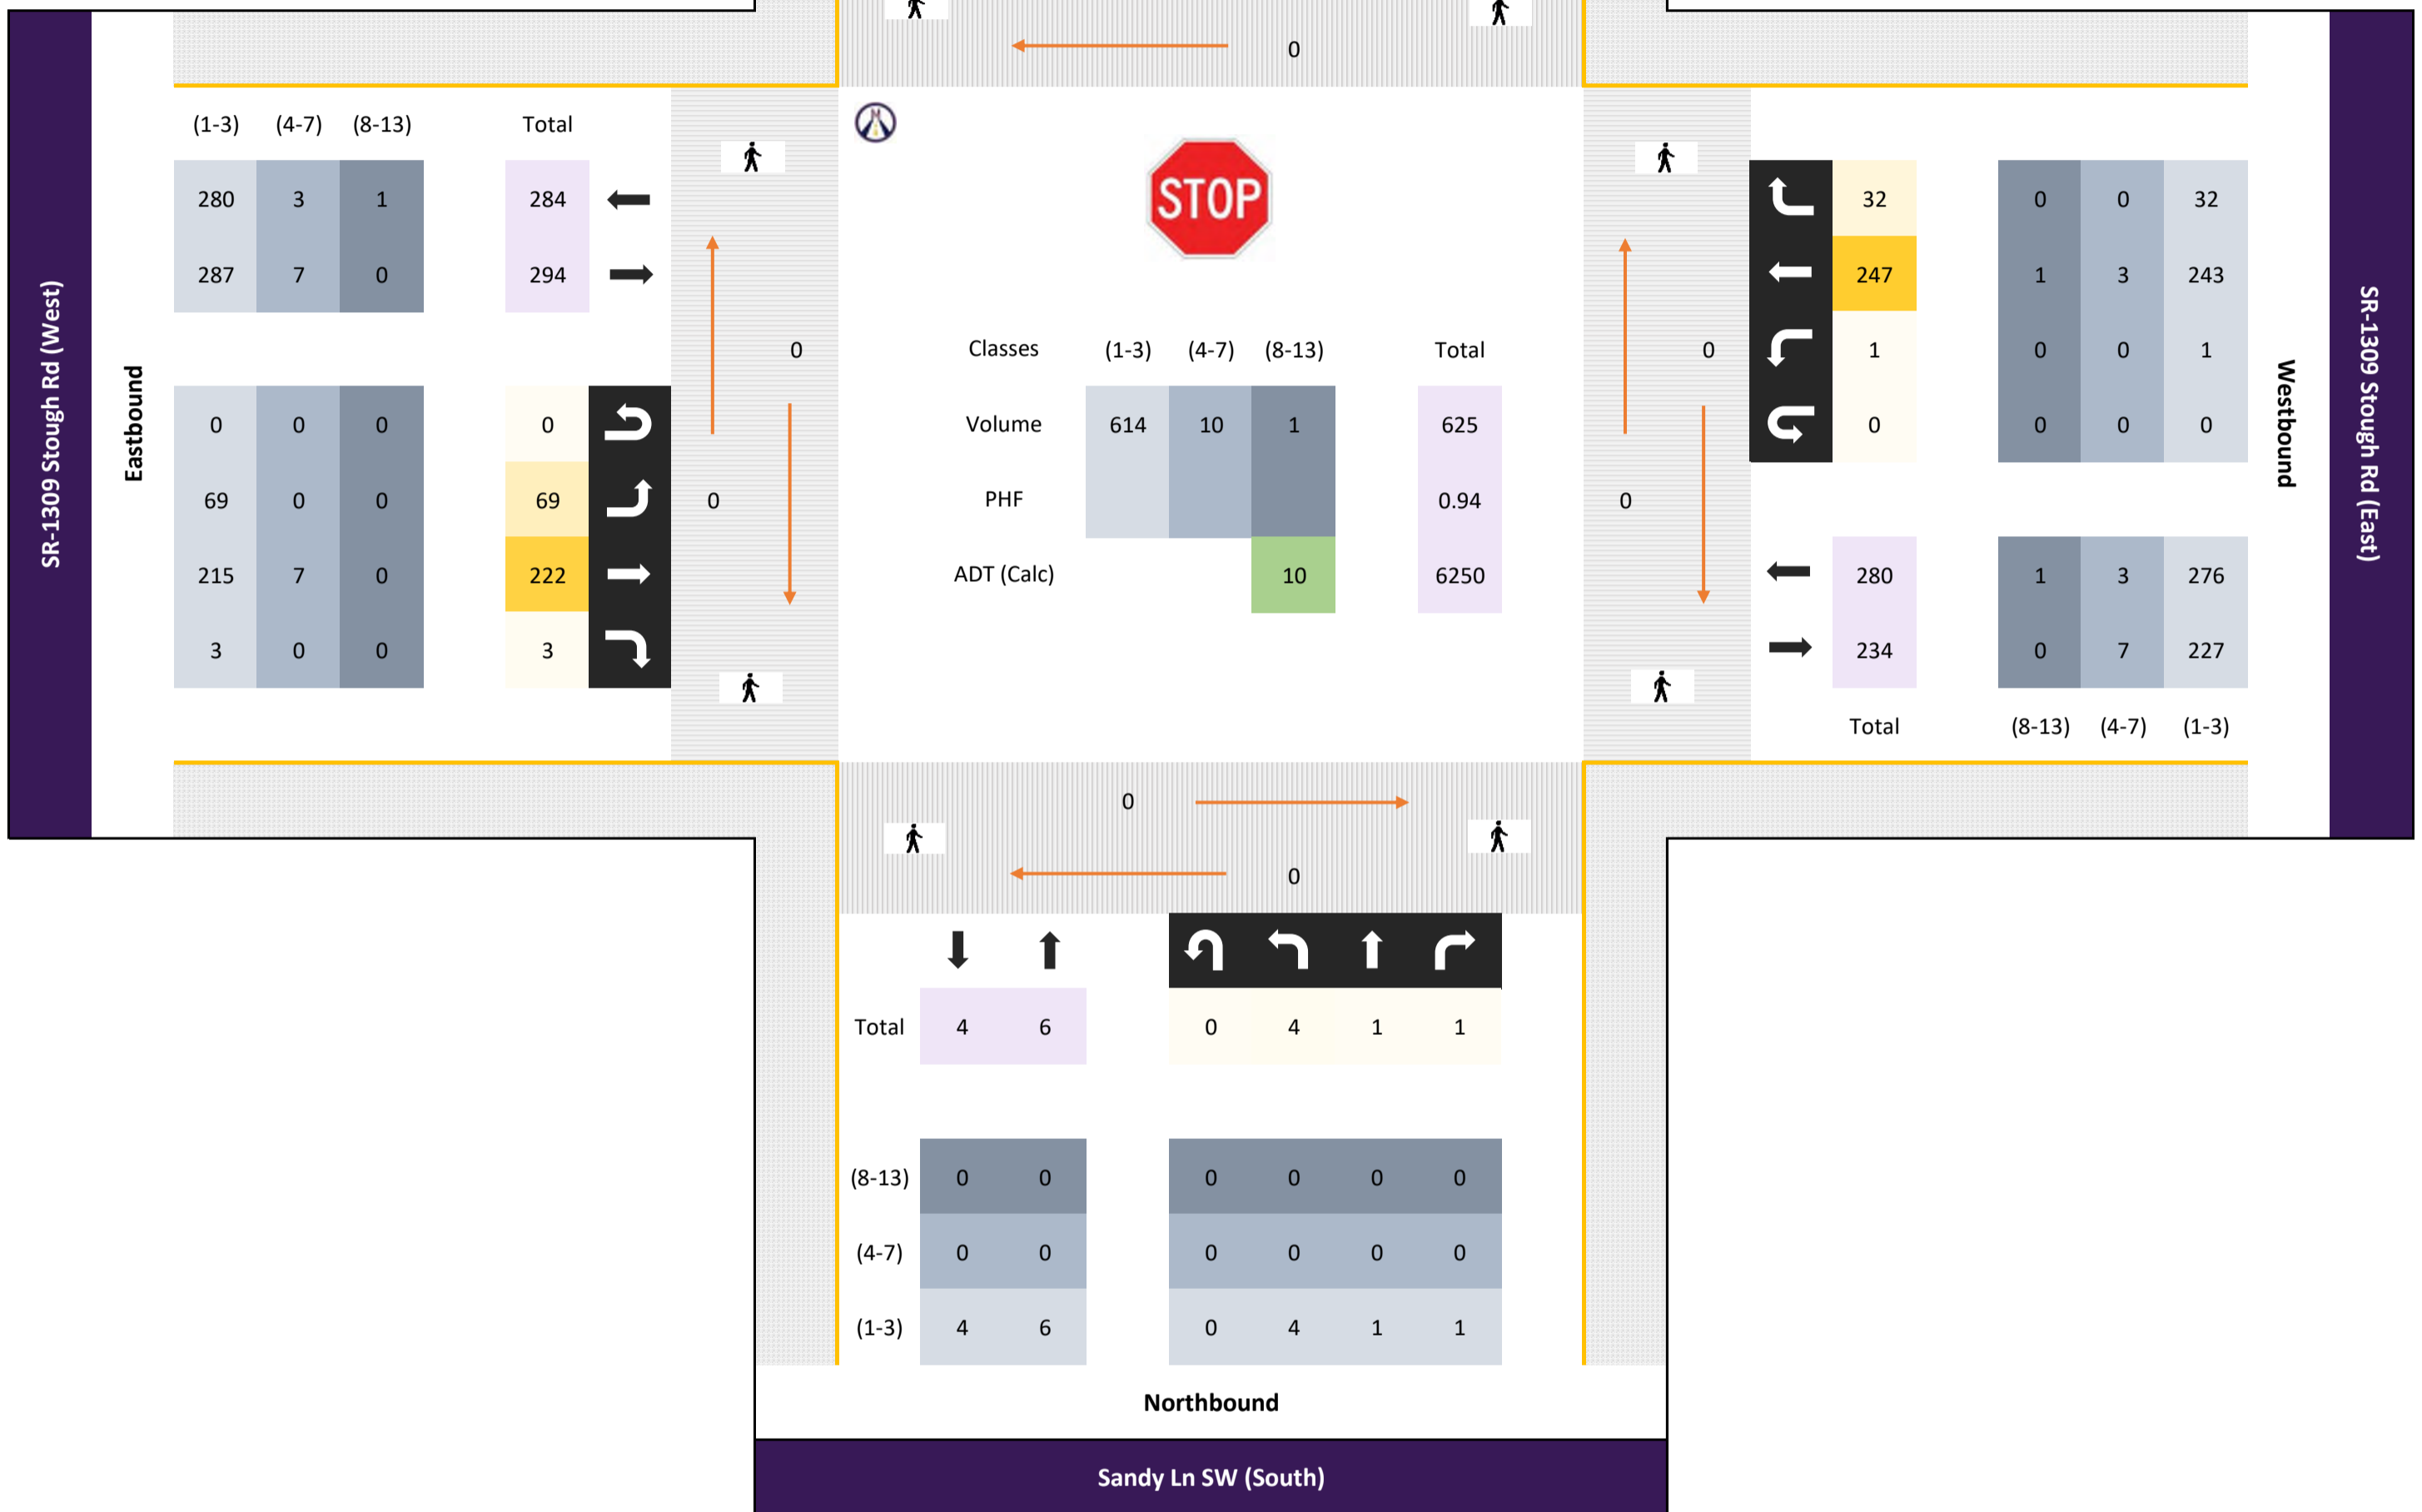 0
(1-3) (4-7) (8-13) Total
280 3 1 284
287 7 0 294
0 0 0 0
69 0 0 69
215 7 0 222
3 0 0 3
SR-1309 Stough Rd (West)
Eastbound
0
0
STOP
Classes (1-3) (4-7) (8-13) Total
Volume 614 10 1 625
PHF 0.94
ADT (Calc) 10 6250
0
0
32 0 0 32
247 1 3 243
1 0 0 1
0 0 0 0
280 1 3 276
234 0 7 227
Total (8-13) (4-7) (1-3)
Westbound
SR-1309 Stough Rd (East)
0
0
Total 4 6 0 4 1 1
(8-13) 0 0 0 0 0 0
(4-7) 0 0 0 0 0 0
(1-3) 4 6 0 4 1 1
Northbound
Sandy Ln SW (South)